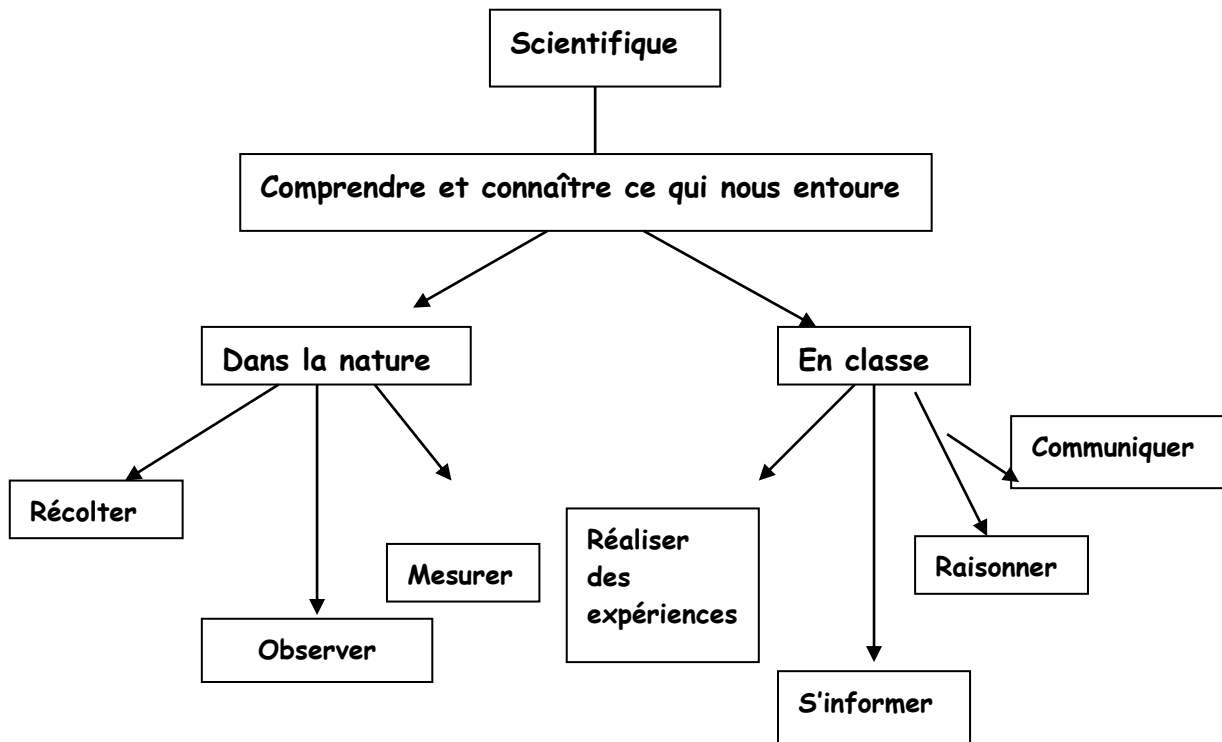 Scientifique
Comprendre et connaître ce qui nous entoure
Dans la nature
En classe
Communiquer
Récolter
Mesurer
Réaliser
des
expériences
Raisonner
Observer
S'informer